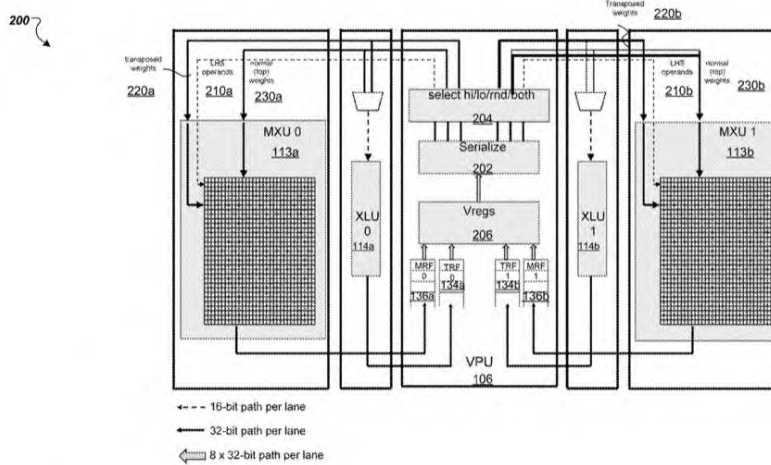 200
Transposed
weights
220b
transposed
weights
220a
LHS
operands
210a
normal
(top)
weights
230a
LHS
operands
210b
normal
(top)
weights
230b
select hi/lo/rnd/both
204
MXU 0
113a
MXU 1
113b
Serialize
202
XLU
0
114a
XLU
1
114b
Vregs
206
MRF
0
136a
TRF
0
134a
TRF
1
134b
MRF
1
136b
VPU
106
16-bit path per lane
32-bit path per lane
8 x 32-bit path per lane